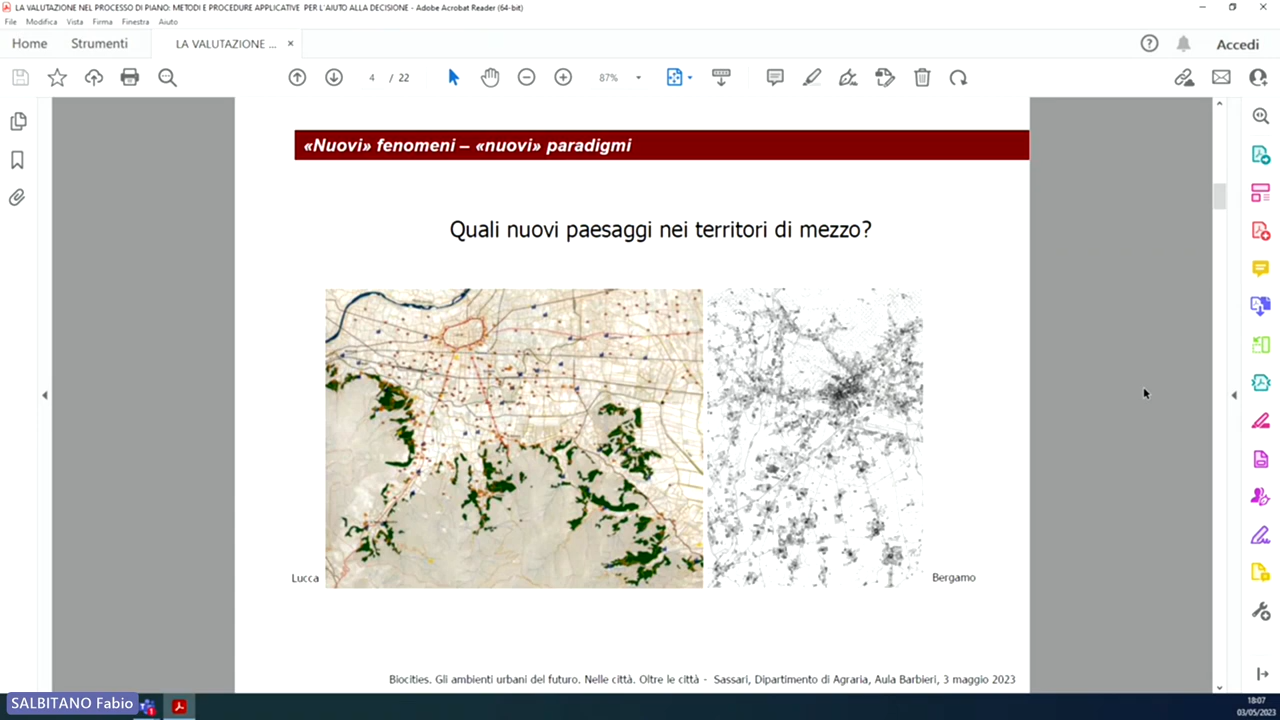 LA VALUTAZIONE NEL PROCESSO DI PIANO: METODI E PROCEDURE APPLICATIVE PER L'AIUTO ALLA DECISIONE - Adobe Acrobat Reader (64-bit)
File Modifica Vista Firma Finestra Aiuto
Home Strumenti LA VALUTAZIONE ... × Accedi
4 / 22 87%
«Nuovi» fenomeni – «nuovi» paradigmi
Quali nuovi paesaggi nei territori di mezzo?
Lucca
Bergamo
Biocities. Gli ambienti urbani del futuro. Nelle città. Oltre le città - Sassari, Dipartimento di Agraria, Aula Barbieri, 3 maggio 2023
SALBITANO Fabio
18:07
03/05/2023